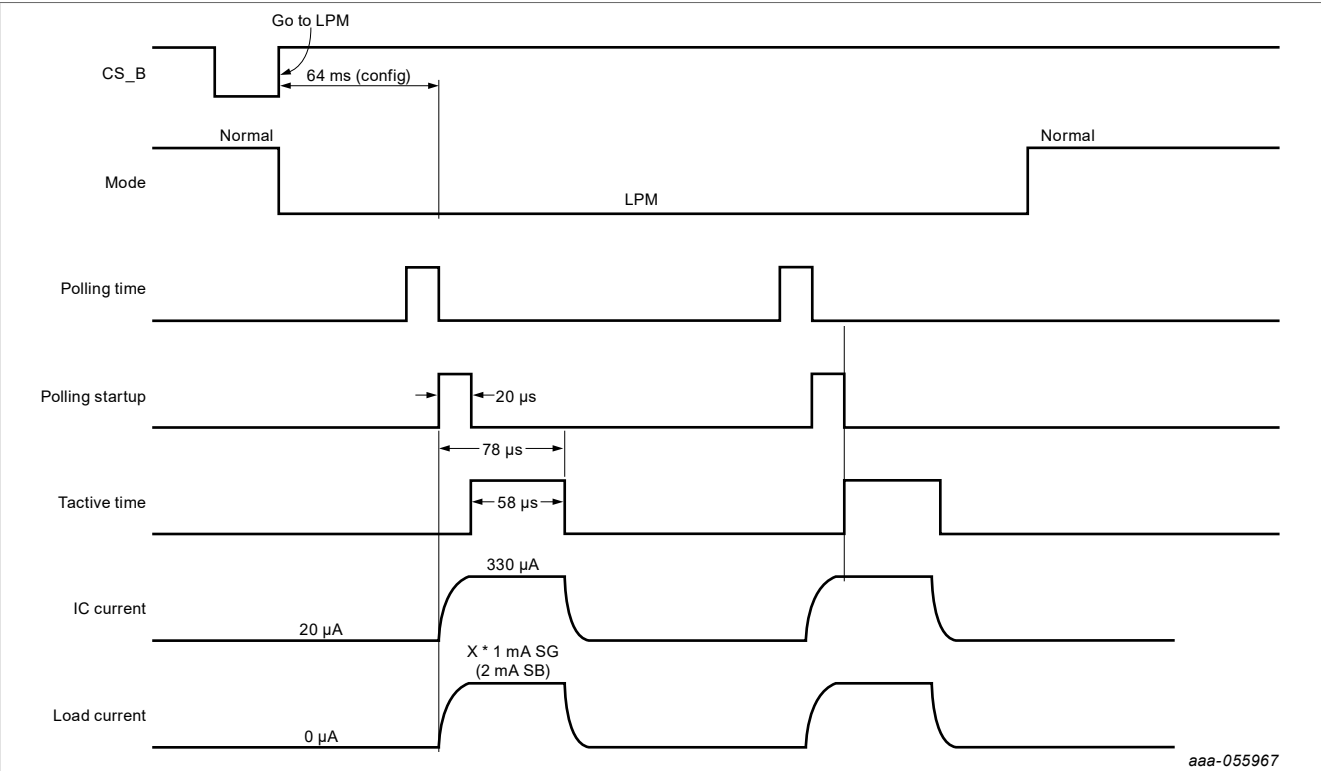 Go to LPM
CS_B
64 ms (config)
Normal
Normal
Mode
LPM
Polling time
Polling startup
20 µs
78 µs
Tactive time
58 µs
330 µA
IC current
20 µA
X * 1 mA SG
(2 mA SB)
Load current
0 µA
aaa-055967